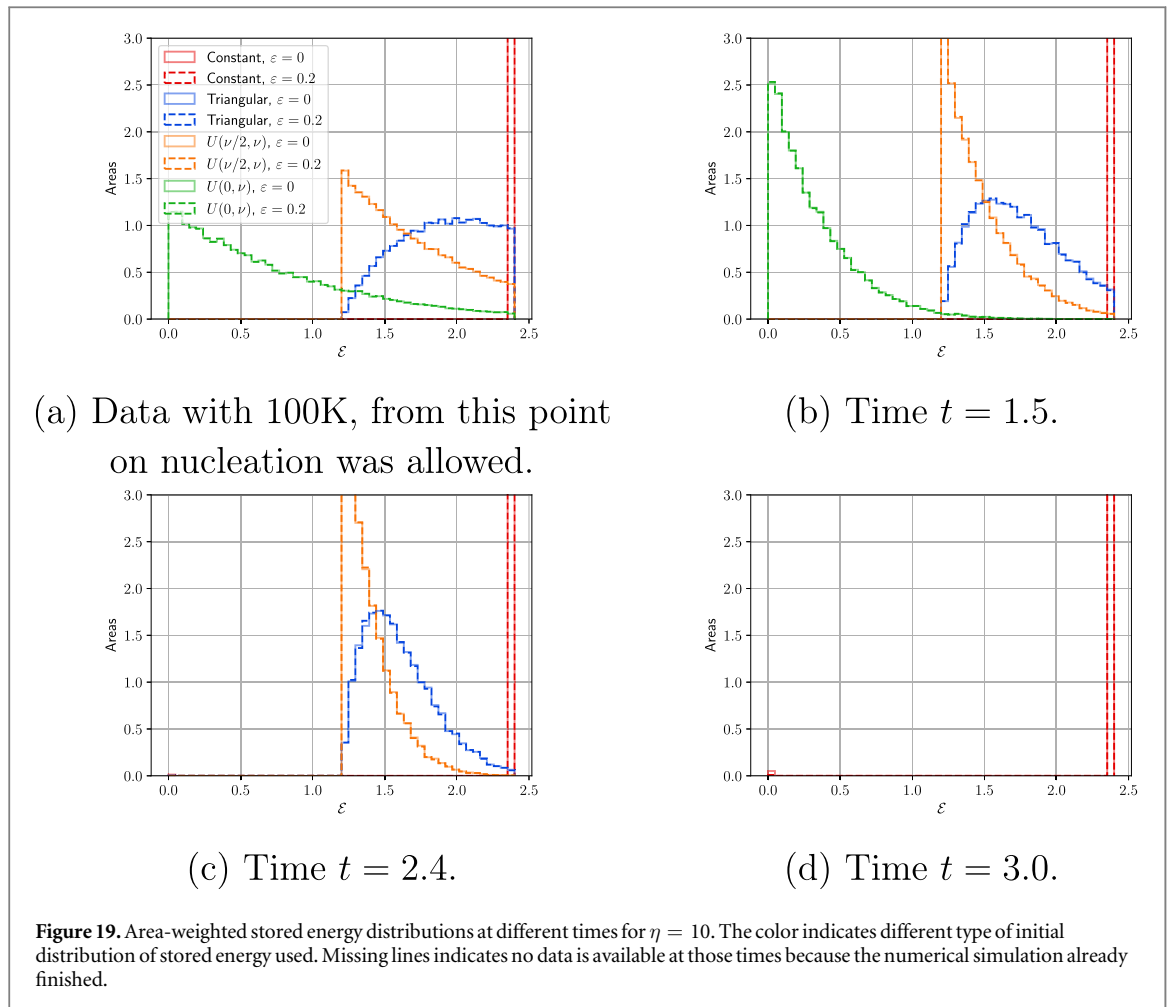 3.0
2.5
2.0
1.5
1.0
0.5
0.0
Areas
Constant, ε = 0
Constant, ε = 0.2
Triangular, ε = 0
Triangular, ε = 0.2
U(ν/2, ν), ε = 0
U(ν/2, ν), ε = 0.2
U(0, ν), ε = 0
U(0, ν), ε = 0.2
0.0 0.5 1.0 1.5 2.0 2.5
ℰ
(a) Data with 100K, from this point
on nucleation was allowed.
3.0
2.5
2.0
1.5
1.0
0.5
0.0
Areas
0.0 0.5 1.0 1.5 2.0 2.5
ℰ
(b) Time t = 1.5.
3.0
2.5
2.0
1.5
1.0
0.5
0.0
Areas
0.0 0.5 1.0 1.5 2.0 2.5
ℰ
(c) Time t = 2.4.
3.0
2.5
2.0
1.5
1.0
0.5
0.0
Areas
0.0 0.5 1.0 1.5 2.0 2.5
ℰ
(d) Time t = 3.0.
Figure 19. Area-weighted stored energy distributions at different times for η = 10. The color indicates different type of initial
distribution of stored energy used. Missing lines indicates no data is available at those times because the numerical simulation already
finished.